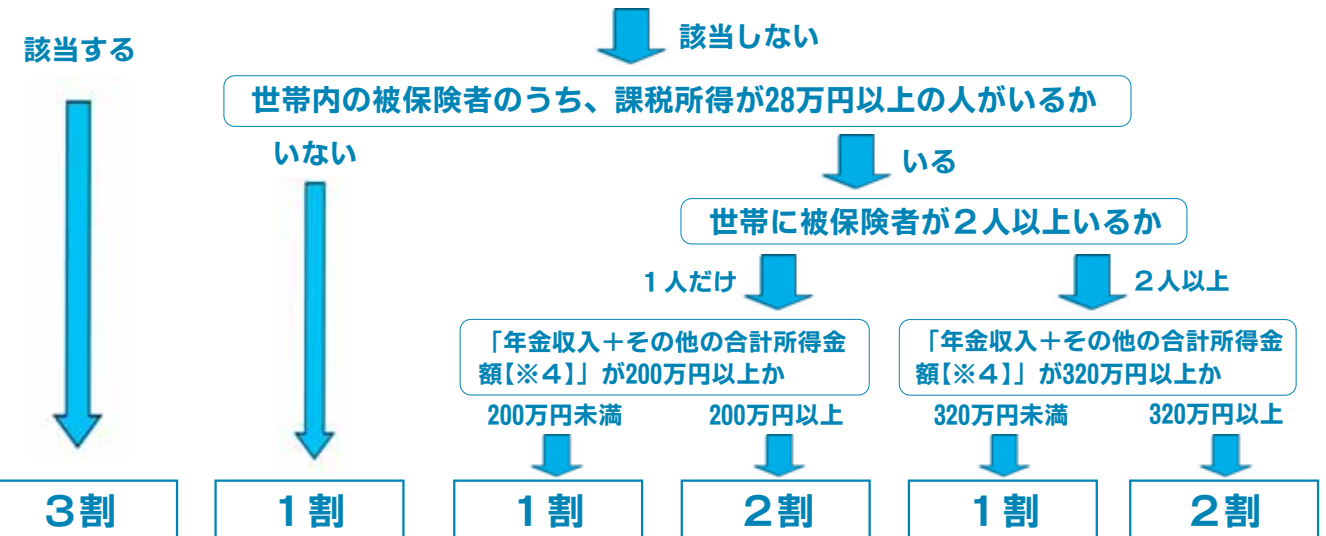 該当する
該当しない
世帯内の被保険者のうち、課税所得が28万円以上の人がいるか
いない
いる
世帯に被保険者が２人以上いるか
１人だけ
２人以上
「年金収入＋その他の合計所得金
額【※４】」が200万円以上か
「年金収入＋その他の合計所得金
額【※４】」が320万円以上か
200万円未満
200万円以上
320万円未満
320万円以上
３割
１割
１割
２割
１割
２割